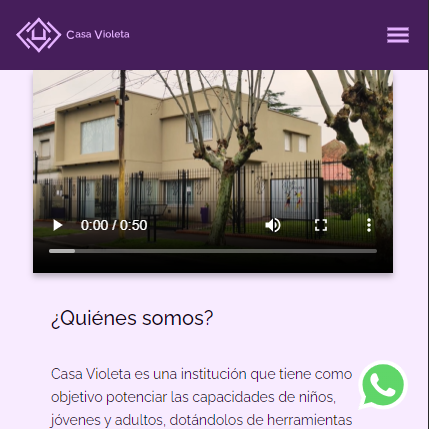 Casa Violeta
0:00 / 0:50
¿Quiénes somos?
Casa Violeta es una institución que tiene como
objetivo potenciar las capacidades de niños,
jóvenes y adultos, dotándolos de herramientas